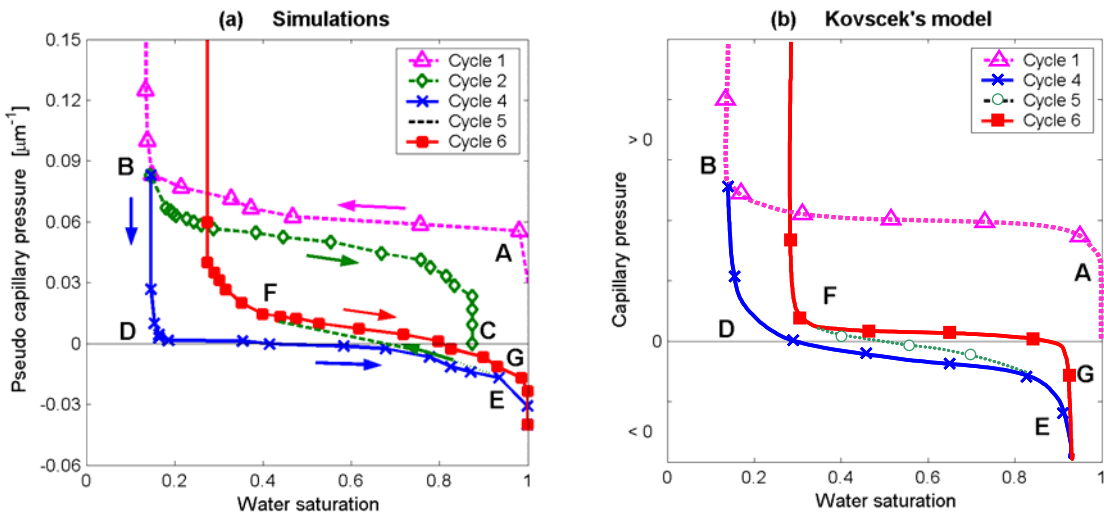 (a) Simulations
0.15
0.12
0.09
0.06
0.03
0
-0.03
-0.06
Pseudo capillary pressure [μm⁻¹]
Cycle 1
Cycle 2
Cycle 4
Cycle 5
Cycle 6
B
A
F
D
C
G
E
0
0.2
0.4
0.6
0.8
1
Water saturation
(b) Kovscek's model
> 0
0
< 0
Capillary pressure
Cycle 1
Cycle 4
Cycle 5
Cycle 6
B
A
F
D
G
E
0
0.2
0.4
0.6
0.8
1
Water saturation